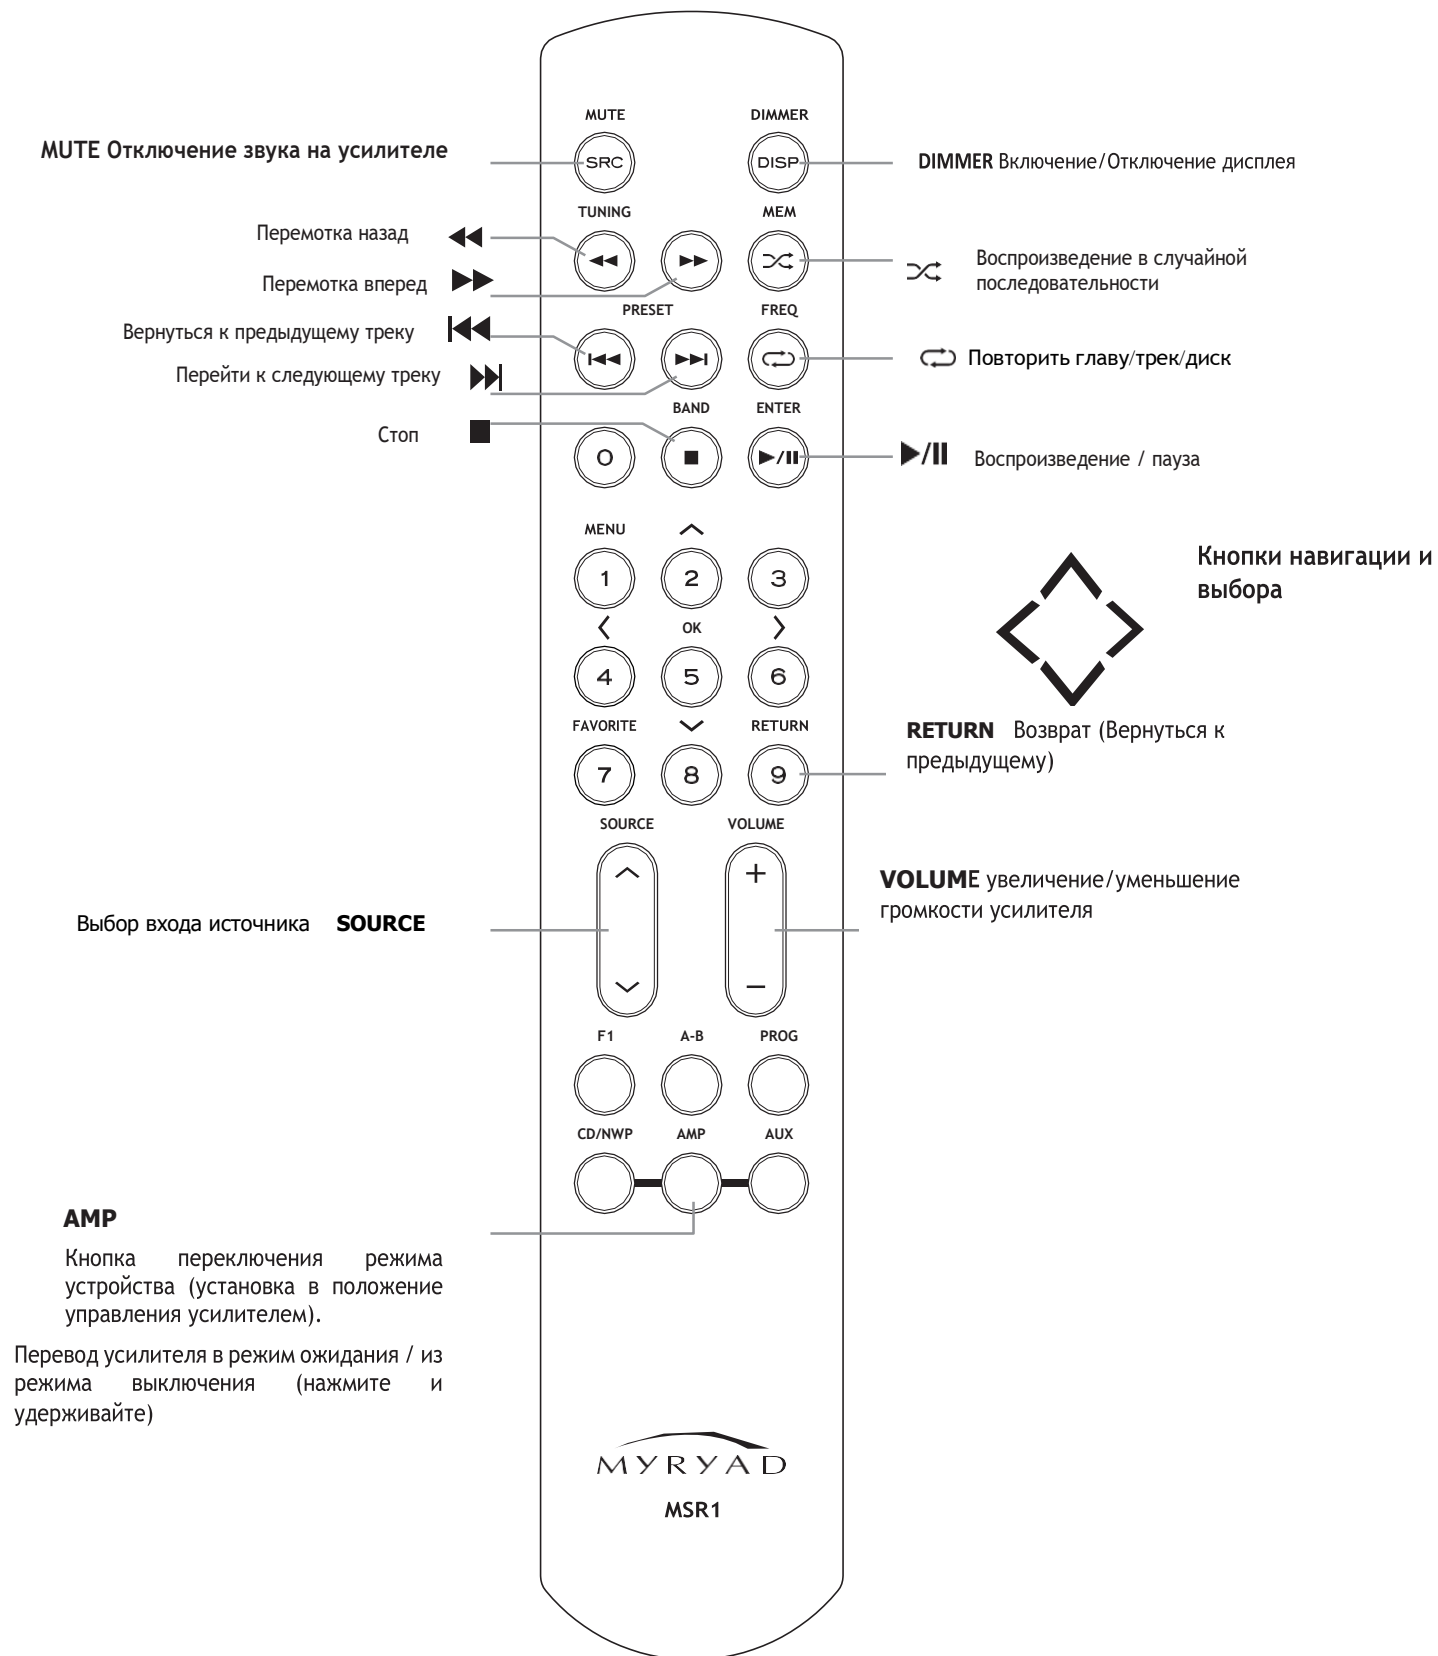 MUTE DIMMER
MUTE Отключение звука на усилителе
SRC DISP
DIMMER Включение/Отключение дисплея
TUNING MEM
Перемотка назад
Перемотка вперед
Воспроизведение в случайной
последовательности
PRESET FREQ
Вернуться к предыдущему треку
Перейти к следующему треку
Повторить главу/трек/диск
BAND ENTER
Стоп
0
Воспроизведение / пауза
MENU
1 2 3
Кнопки навигации и
выбора
OK
4 5 6
FAVORITE RETURN
RETURN Возврат (Вернуться к
предыдущему)
7 8 9
SOURCE VOLUME
+
VOLUME увеличение/уменьшение
громкости усилителя
Выбор входа источника SOURCE
−
F1 A-B PROG
CD/NWP AMP AUX
AMP
Кнопка переключения режима
устройства (установка в положение
управления усилителем).
Перевод усилителя в режим ожидания / из
режима выключения (нажмите и
удерживайте)
MYRYAD
MSR1